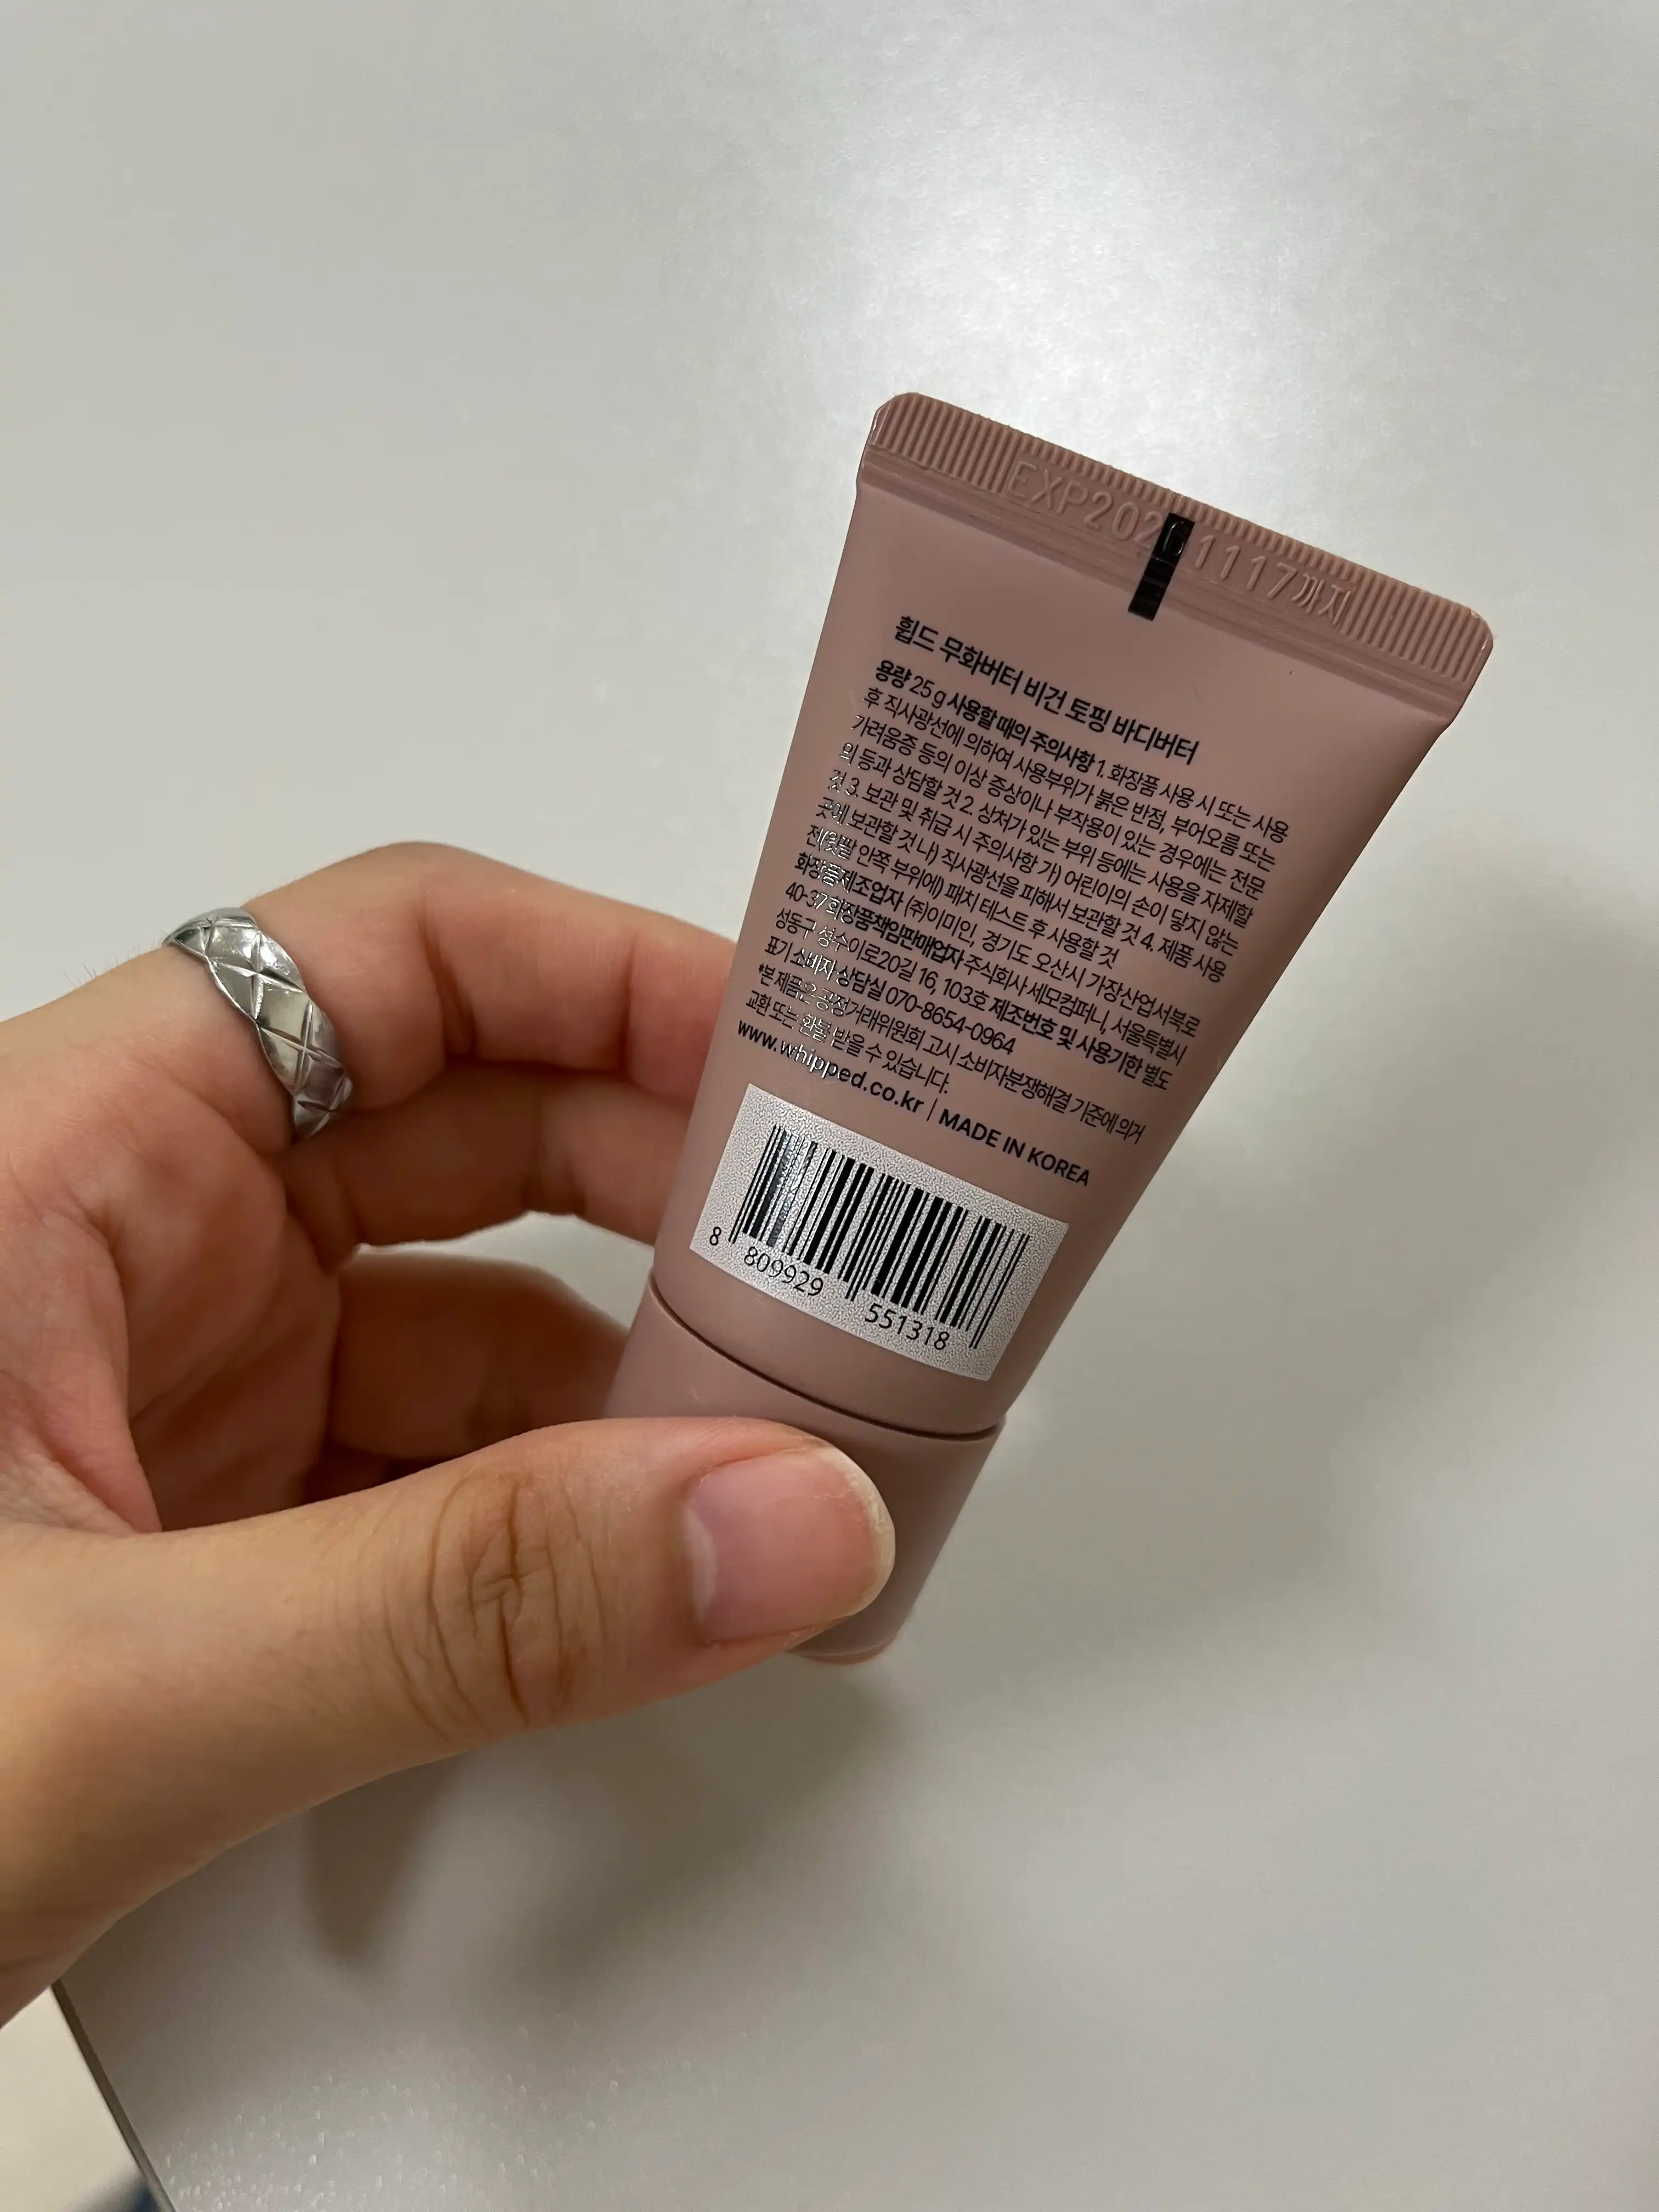 EXP20261117까지
휩드 무화버터 비건 토핑 바디버터
용량 25 g 사용할 때의 주의사항 1. 화장품 사용 시 또는 사용
후 직사광선에 의하여 사용부위가 붉은 반점, 부어오름 또는
가려움증 등의 이상 증상이나 부작용이 있는 경우에는 전문
의 등과 상담할 것 2. 상처가 있는 부위 등에는 사용을 자제할
것 3. 보관 및 취급 시 주의사항 가) 어린이의 손이 닿지 않는
곳에 보관할 것 나) 직사광선을 피해서 보관할 것 4. 제품 사용
전(윗팔 안쪽 부위에) 패치 테스트 후 사용할 것
화장품제조업자 (주)이미인, 경기도 오산시 가장산업서북로
40-37 화장품책임판매업자 주식회사 세모컴퍼니, 서울특별시
성동구 성수이로20길 16, 103호 제조번호 및 사용기한 별도
표기 소비자 상담실 070-8654-0964
*본 제품은 공정거래위원회 고시 소비자분쟁해결 기준에 의거
교환 또는 환불 받을 수 있습니다.
www.whipped.co.kr | MADE IN KOREA
8 809929 551318